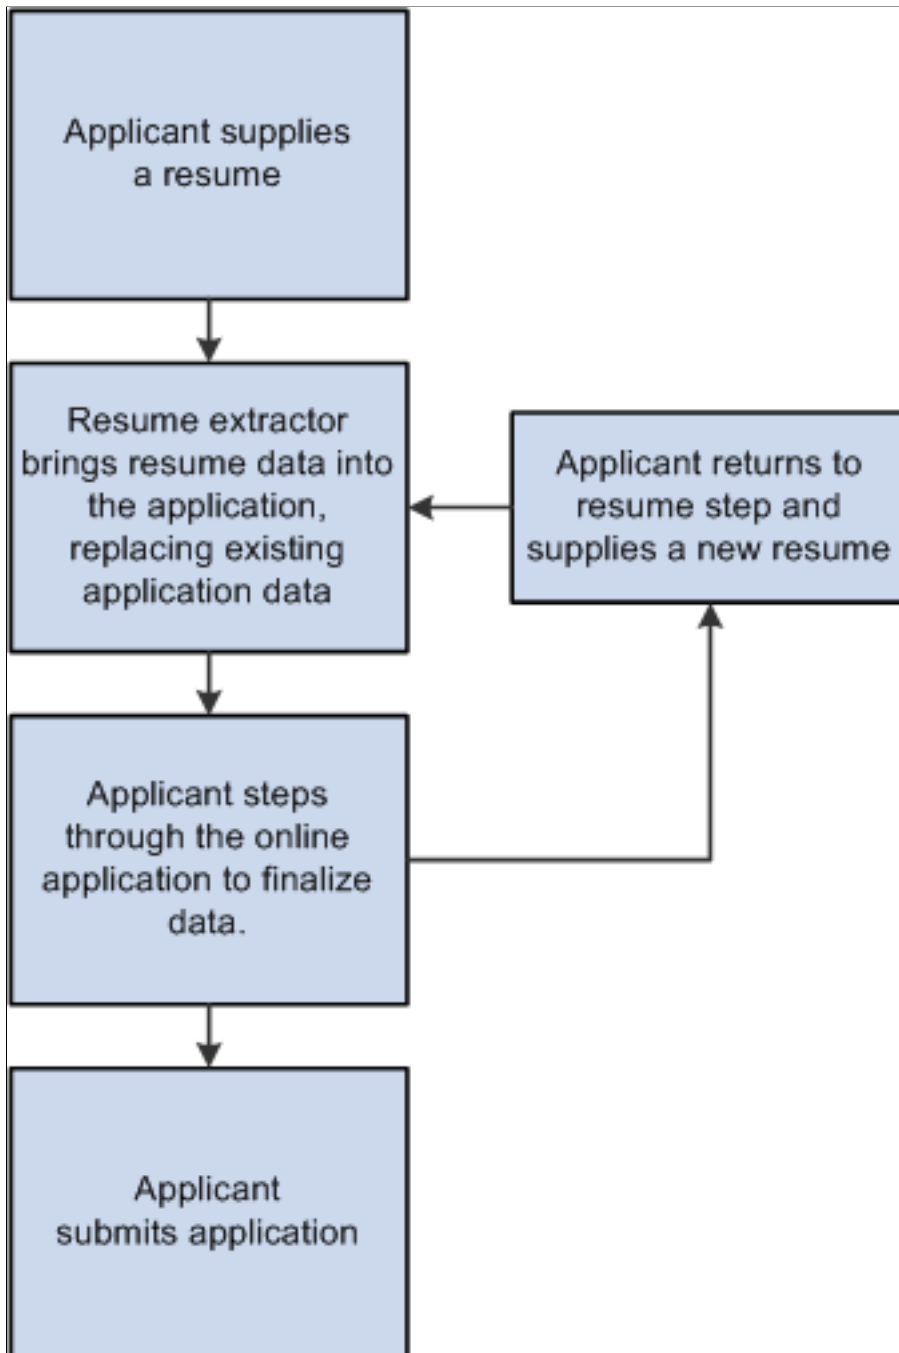 Applicant supplies
a resume
Resume extractor
brings resume data into
the application,
replacing existing
application data
Applicant returns to
resume step and
supplies a new resume
Applicant steps
through the online
application to finalize
data.
Applicant
submits application